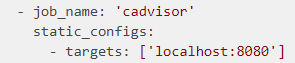 - job_name: 'cadvisor'
static_configs:
- targets: ['localhost:8080']